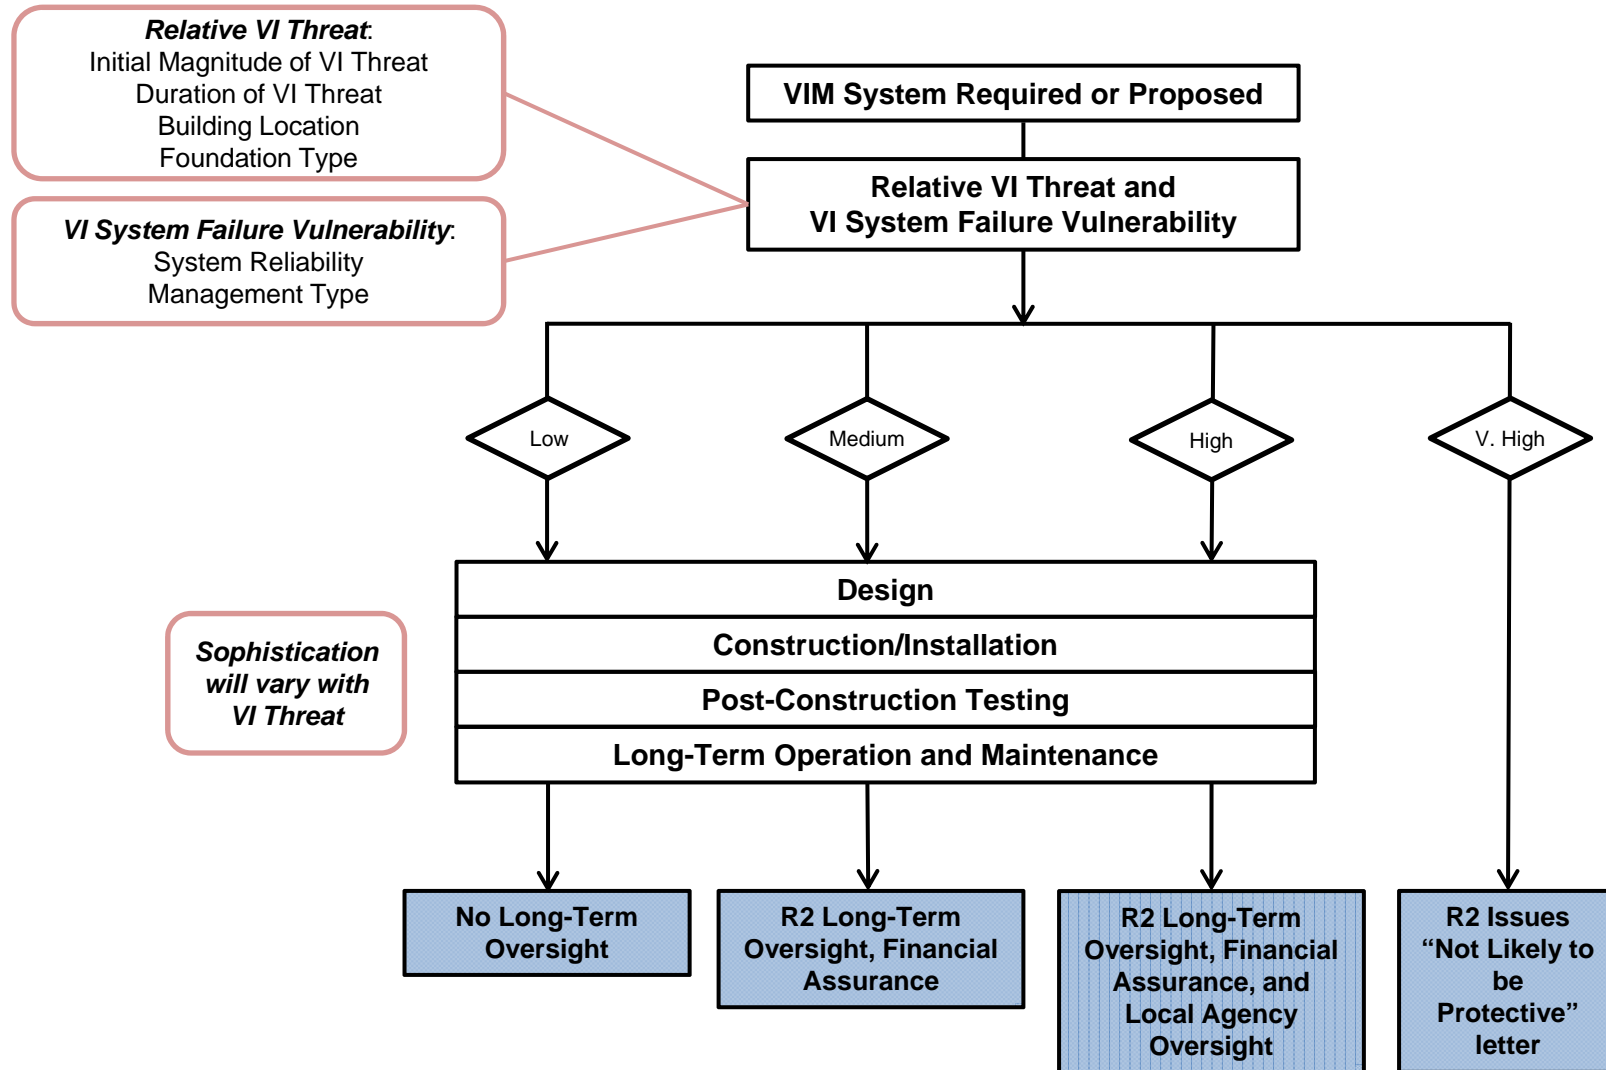 Relative VI Threat:
Initial Magnitude of VI Threat
Duration of VI Threat
Building Location
Foundation Type
VI System Failure Vulnerability:
System Reliability
Management Type
VIM System Required or Proposed
Relative VI Threat and
VI System Failure Vulnerability
Low
Medium
High
V. High
Sophistication
will vary with
VI Threat
Design
Construction/Installation
Post-Construction Testing
Long-Term Operation and Maintenance
No Long-Term
Oversight
R2 Long-Term
Oversight, Financial
Assurance
R2 Long-Term
Oversight, Financial
Assurance, and
Local Agency
Oversight
R2 Issues
“Not Likely to
be
Protective”
letter